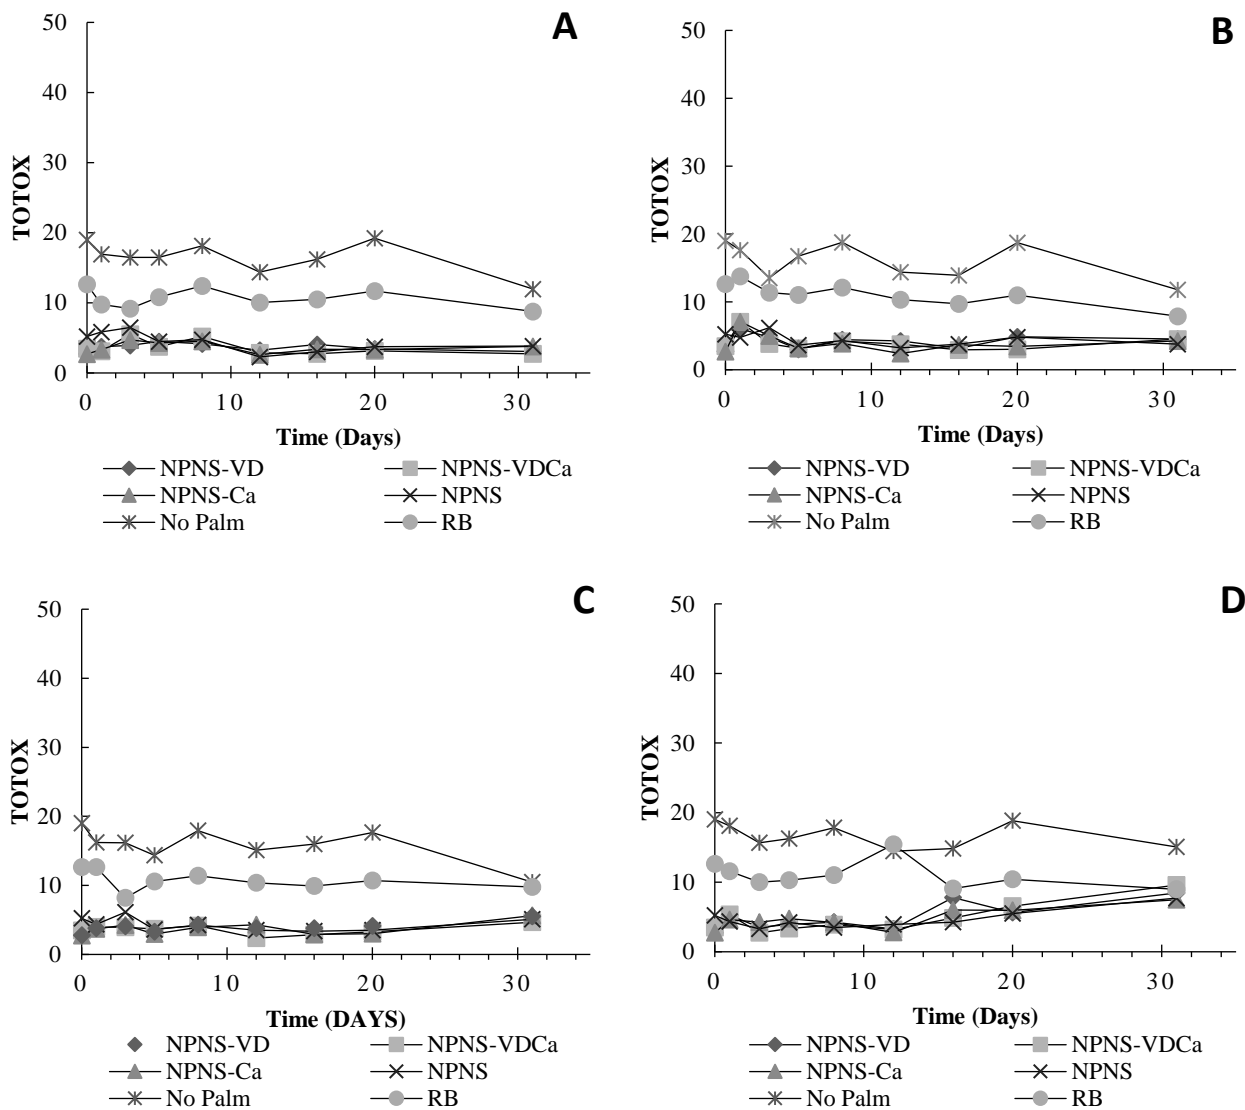 A
50
40
30
20
10
0
TOTOX
0 10 20 30
Time (Days)
NPNS-VD NPNS-VDCa
NPNS-Ca NPNS
No Palm RB
B
50
40
30
20
10
0
TOTOX
0 10 20 30
Time (Days)
NPNS-VD NPNS-VDCa
NPNS-Ca NPNS
No Palm RB
C
50
40
30
20
10
0
TOTOX
0 10 20 30
Time (DAYS)
NPNS-VD NPNS-VDCa
NPNS-Ca NPNS
No Palm RB
D
50
40
30
20
10
0
TOTOX
0 10 20 30
Time (Days)
NPNS-VD NPNS-VDCa
NPNS-Ca NPNS
No Palm RB